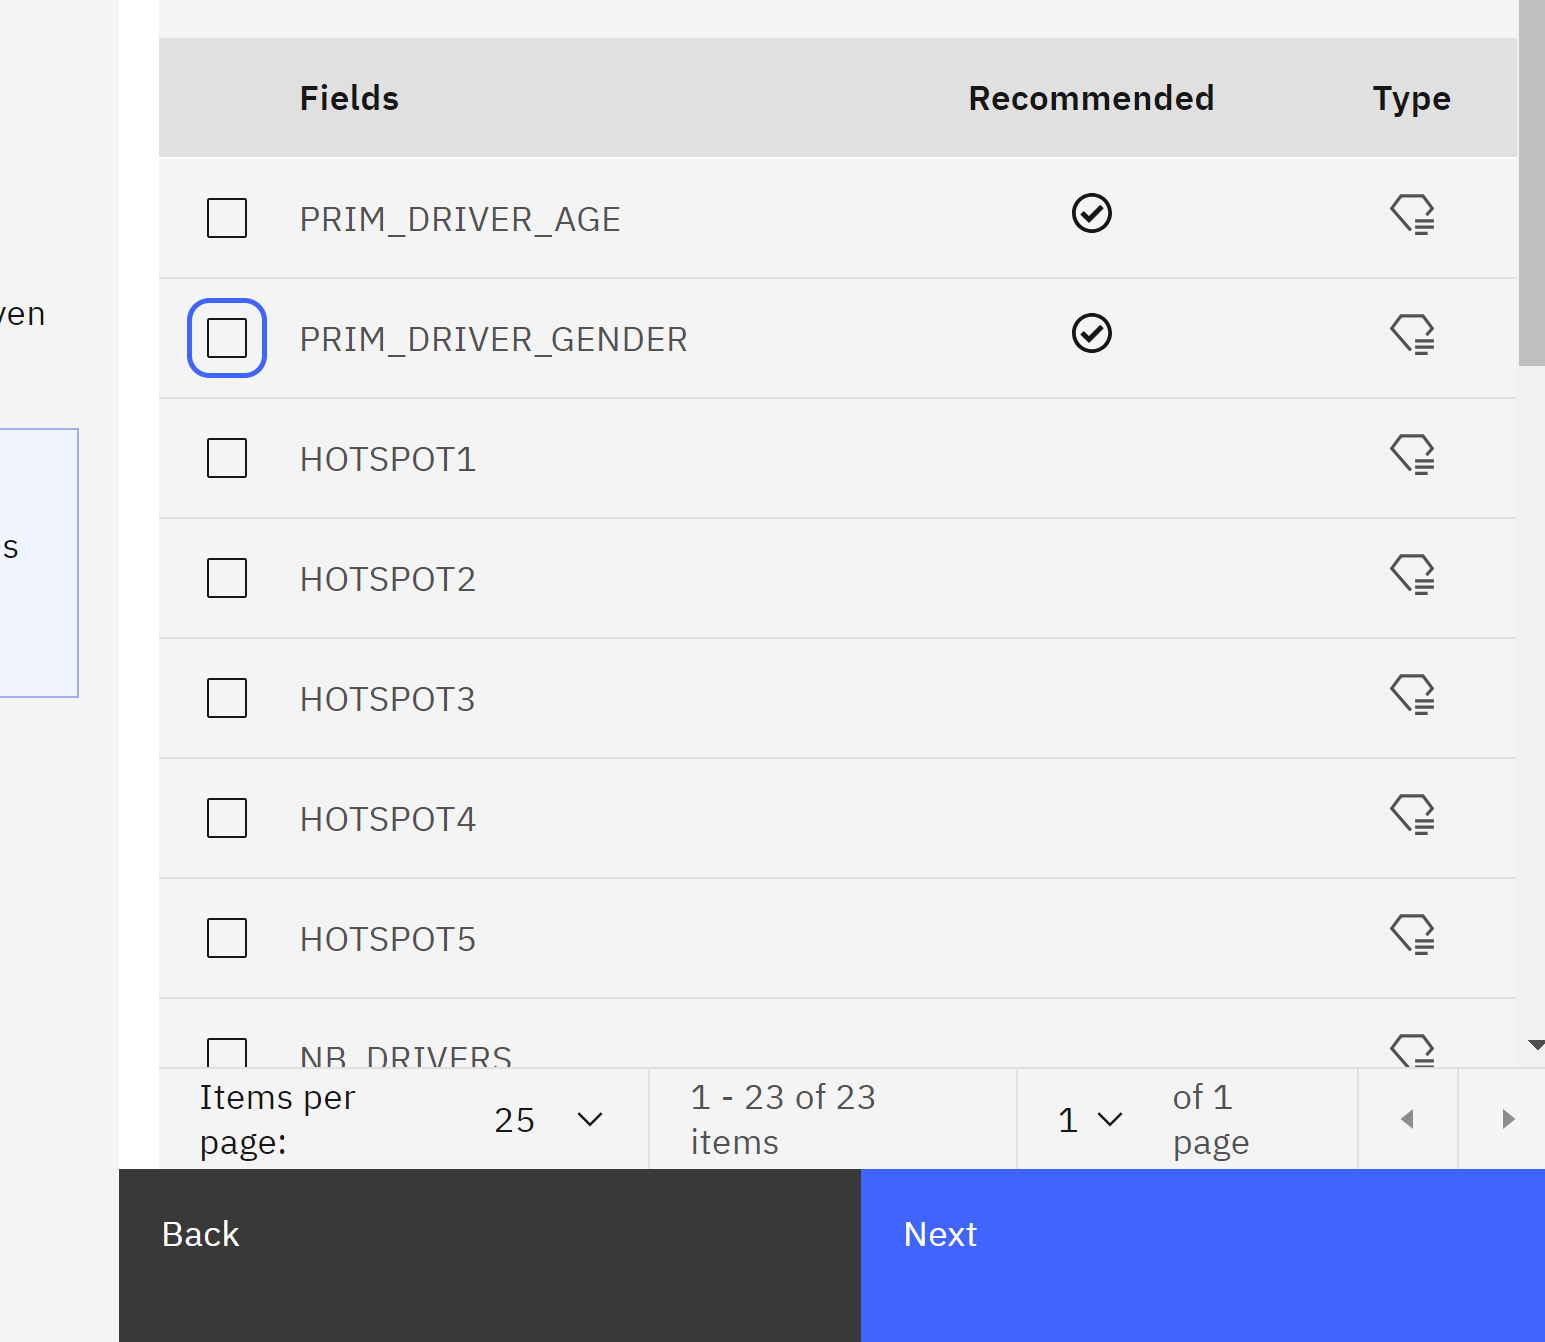 Fields Recommended Type
PRIM_DRIVER_AGE
PRIM_DRIVER_GENDER
HOTSPOT1
HOTSPOT2
HOTSPOT3
HOTSPOT4
HOTSPOT5
NB_DRIVERS
Items per page: 25 1 - 23 of 23 items 1 of 1 page
Back Next